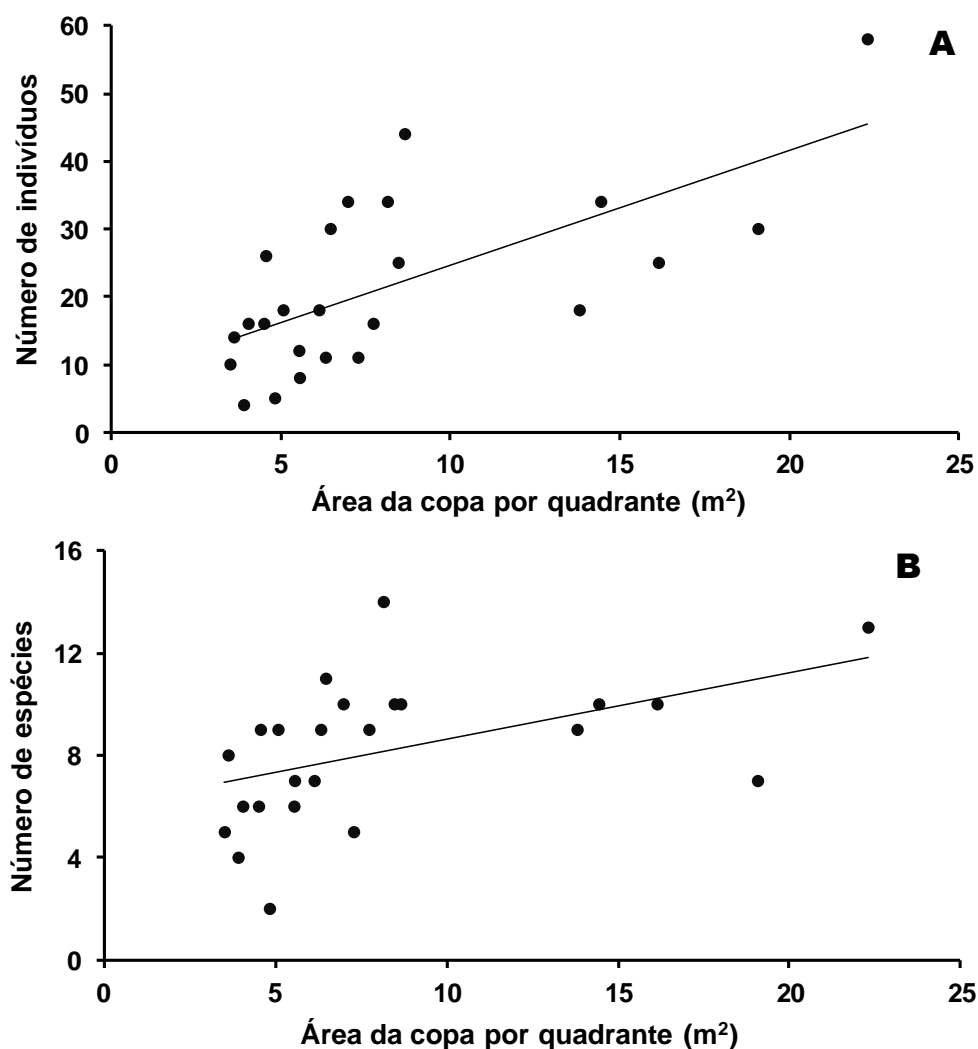 60
A
50
40
30
20
10
0
Número de indivíduos
0 5 10 15 20 25
Área da copa por quadrante (m²)
16
B
12
8
4
0
Número de espécies
0 5 10 15 20 25
Área da copa por quadrante (m²)